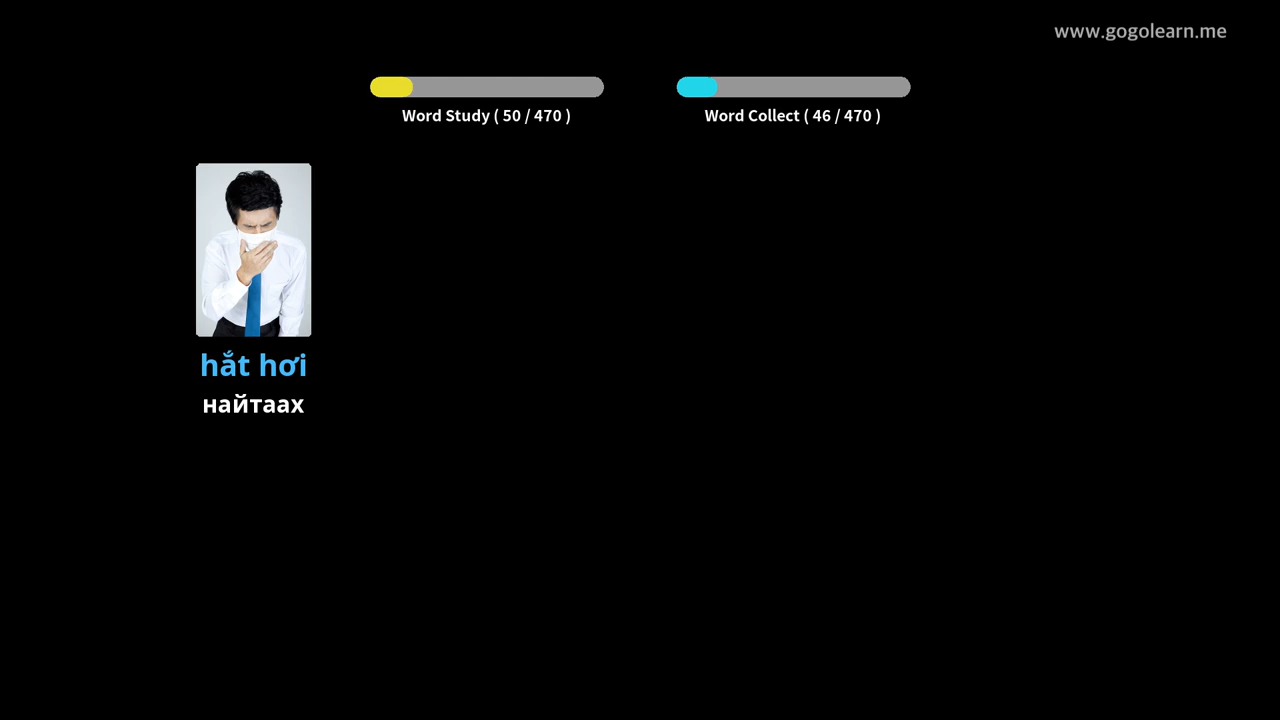 www.gogolearn.me
Word Study ( 50 / 470 )
Word Collect ( 46 / 470 )
hắt hơi
найтаах